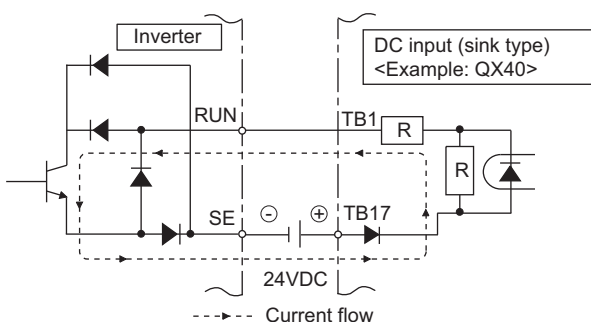 Inverter
DC input (sink type)
<Example: QX40>
RUN
TB1
R
R
SE
⊖
⊕
TB17
24VDC
Current flow